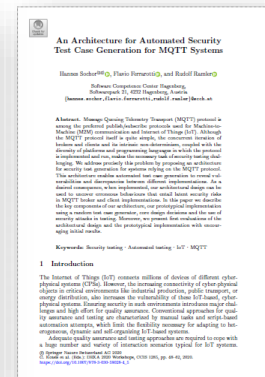 An Architecture for Automated Security
Test Case Generation for MQTT Systems
Hannes Sochor, Flavio Ferrarotti, and Rudolf Ramler
Software Competence Center Hagenberg,
Softwarepark 21, 4232 Hagenberg, Austria
{hannes.sochor,flavio.ferrarotti,rudolf.ramler}@scch.at
Abstract. Message Queuing Telemetry Transport (MQTT) protocol is
among the preferred publish/subscribe protocols used for Machine-to-
Machine (M2M) communication and Internet of Things (IoT). Although
the MQTT protocol itself is quite simple, the concurrent iteration of
brokers and clients and its intrinsic non-determinism, coupled with the
diversity of platforms and programming languages in which the protocol
is implemented and run, makes the necessary task of security testing chal-
lenging. We address precisely this problem by proposing an architecture
for security test generation for systems relying on the MQTT protocol.
This architecture enables automated test case generation to reveal vul-
nerabilities and discrepancies between different implementations. As a
desired consequence, when implemented, our architectural design can be
used to uncover erroneous behaviours that entail latent security risks
in MQTT broker and client implementations. In this paper we describe
the key components of our architecture, our prototypical implementation
using a random test case generator, core design decisions and the use of
security attacks in testing. Moreover, we present first evaluations of the
architectural design and the prototypical implementation with encour-
aging initial results.
Keywords: Security testing · Automated testing · IoT · MQTT
1 Introduction
The Internet of Things (IoT) connects millions of devices of different cyber-
physical systems (CPSs). However, the increasing connectivity of cyber-physical
objects in critical environments like industrial production, public transport, or
energy distribution, also increases the vulnerability of these IoT-based, cyber-
physical systems. Ensuring security in such environments introduces major chal-
lenges and high effort for quality assurance. Conventional approaches for qual-
ity assurance and testing are characterized by manual tasks and script-based
automation attempts, which limit the flexibility necessary for adapting to het-
erogeneous, dynamic and self-regulating IoT-based systems.
Adequate quality assurance and testing approaches are required to cope with
a huge number and variety of interaction scenarios typical for IoT systems.
© Springer Nature Switzerland AG 2020